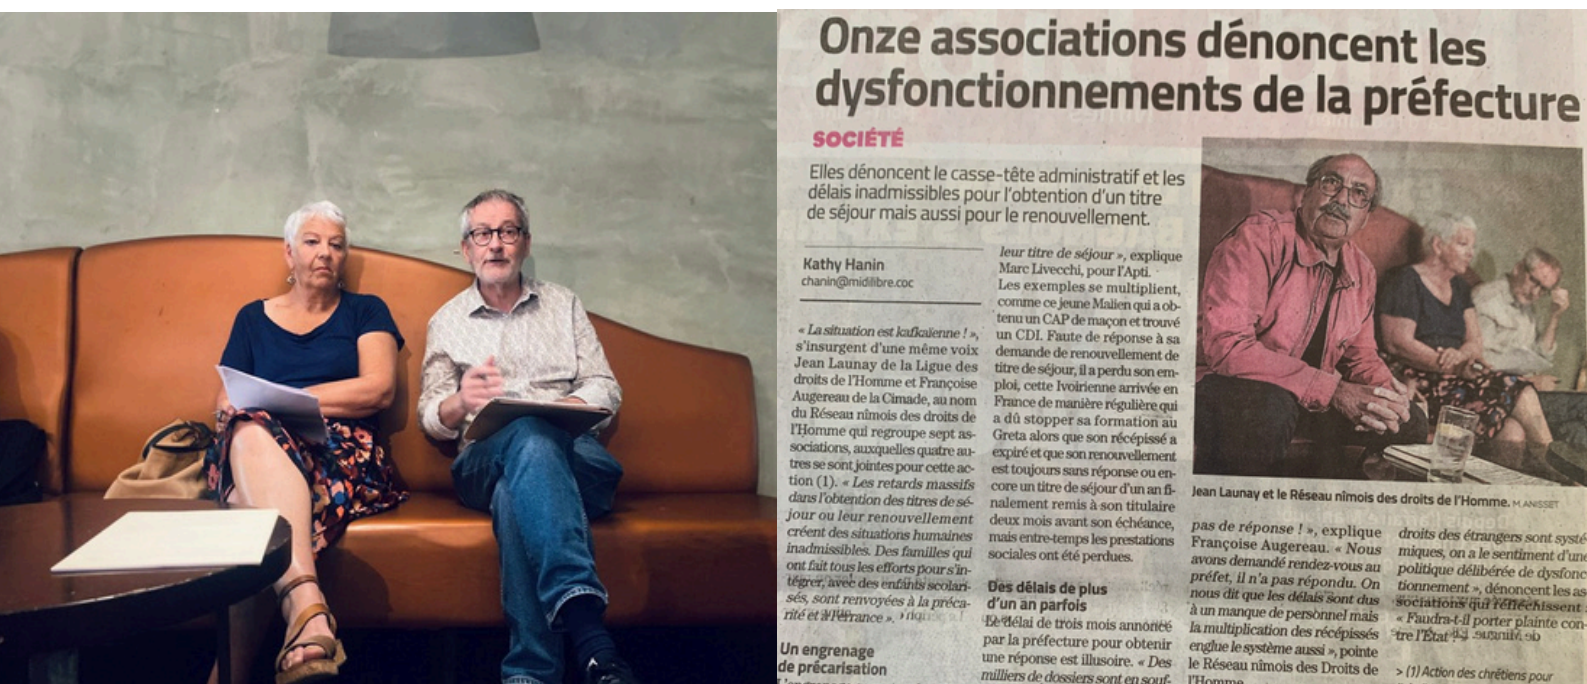 Onze associations dénoncent les
dysfonctionnements de la préfecture
SOCIÉTÉ
Elles dénoncent le casse-tête administratif et les
délais inadmissibles pour l'obtention d'un titre
de séjour mais aussi pour le renouvellement.
Kathy Hanin
chanin@midilibre.coc
« La situation est kafkaïenne ! »,
s'insurgent d'une même voix
Jean Launay de la Ligue des
droits de l'Homme et Françoise
Augereau de la Cimade, au nom
du Réseau nîmois des droits de
l'Homme qui regroupe sept as-
sociations, auxquelles quatre au-
tres se sont jointes pour cette ac-
tion (1). « Les retards massifs
dans l'obtention des titres de sé-
jour ou leur renouvellement
créent des situations humaines
inadmissibles. Des familles qui
ont fait tous les efforts pour s'in-
tégrer, avec des enfants scolari-
sés, sont renvoyées à la préca-
rité et à l'errance ».
Un engrenage
de précarisation
leur titre de séjour », explique
Marc Livecchi, pour l'Apti.
Les exemples se multiplient,
comme ce jeune Malien qui a ob-
tenu un CAP de maçon et trouvé
un CDI. Faute de réponse à sa
demande de renouvellement de
titre de séjour, il a perdu son em-
ploi, cette Ivoirienne arrivée en
France de manière régulière qui
a dû stopper sa formation au
Greta alors que son récépissé a
expiré et que son renouvellement
est toujours sans réponse ou en-
core un titre de séjour d'un an fi-
nalement remis à son titulaire
deux mois avant son échéance,
mais entre-temps les prestations
sociales ont été perdues.
Des délais de plus
d'un an parfois
Le délai de trois mois annoncé
par la préfecture pour obtenir
une réponse est illusoire. « Des
milliers de dossiers sont en souf-
Jean Launay et le Réseau nîmois des droits de l'Homme. M ANISSET
pas de réponse ! », explique
Françoise Augereau. « Nous
avons demandé rendez-vous au
préfet, il n'a pas répondu. On
nous dit que les délais sont dus
à un manque de personnel mais
la multiplication des récépissés
englue le système aussi », pointe
le Réseau nîmois des Droits de
l'Homme
droits des étrangers sont systé
miques, on a le sentiment d'une
politique délibérée de dysfonc
tionnement », dénoncent les as
sociations qui réfléchissent :
« Faudra-t-il porter plainte con-
tre l'État
> (1) Action des chrétiens pour